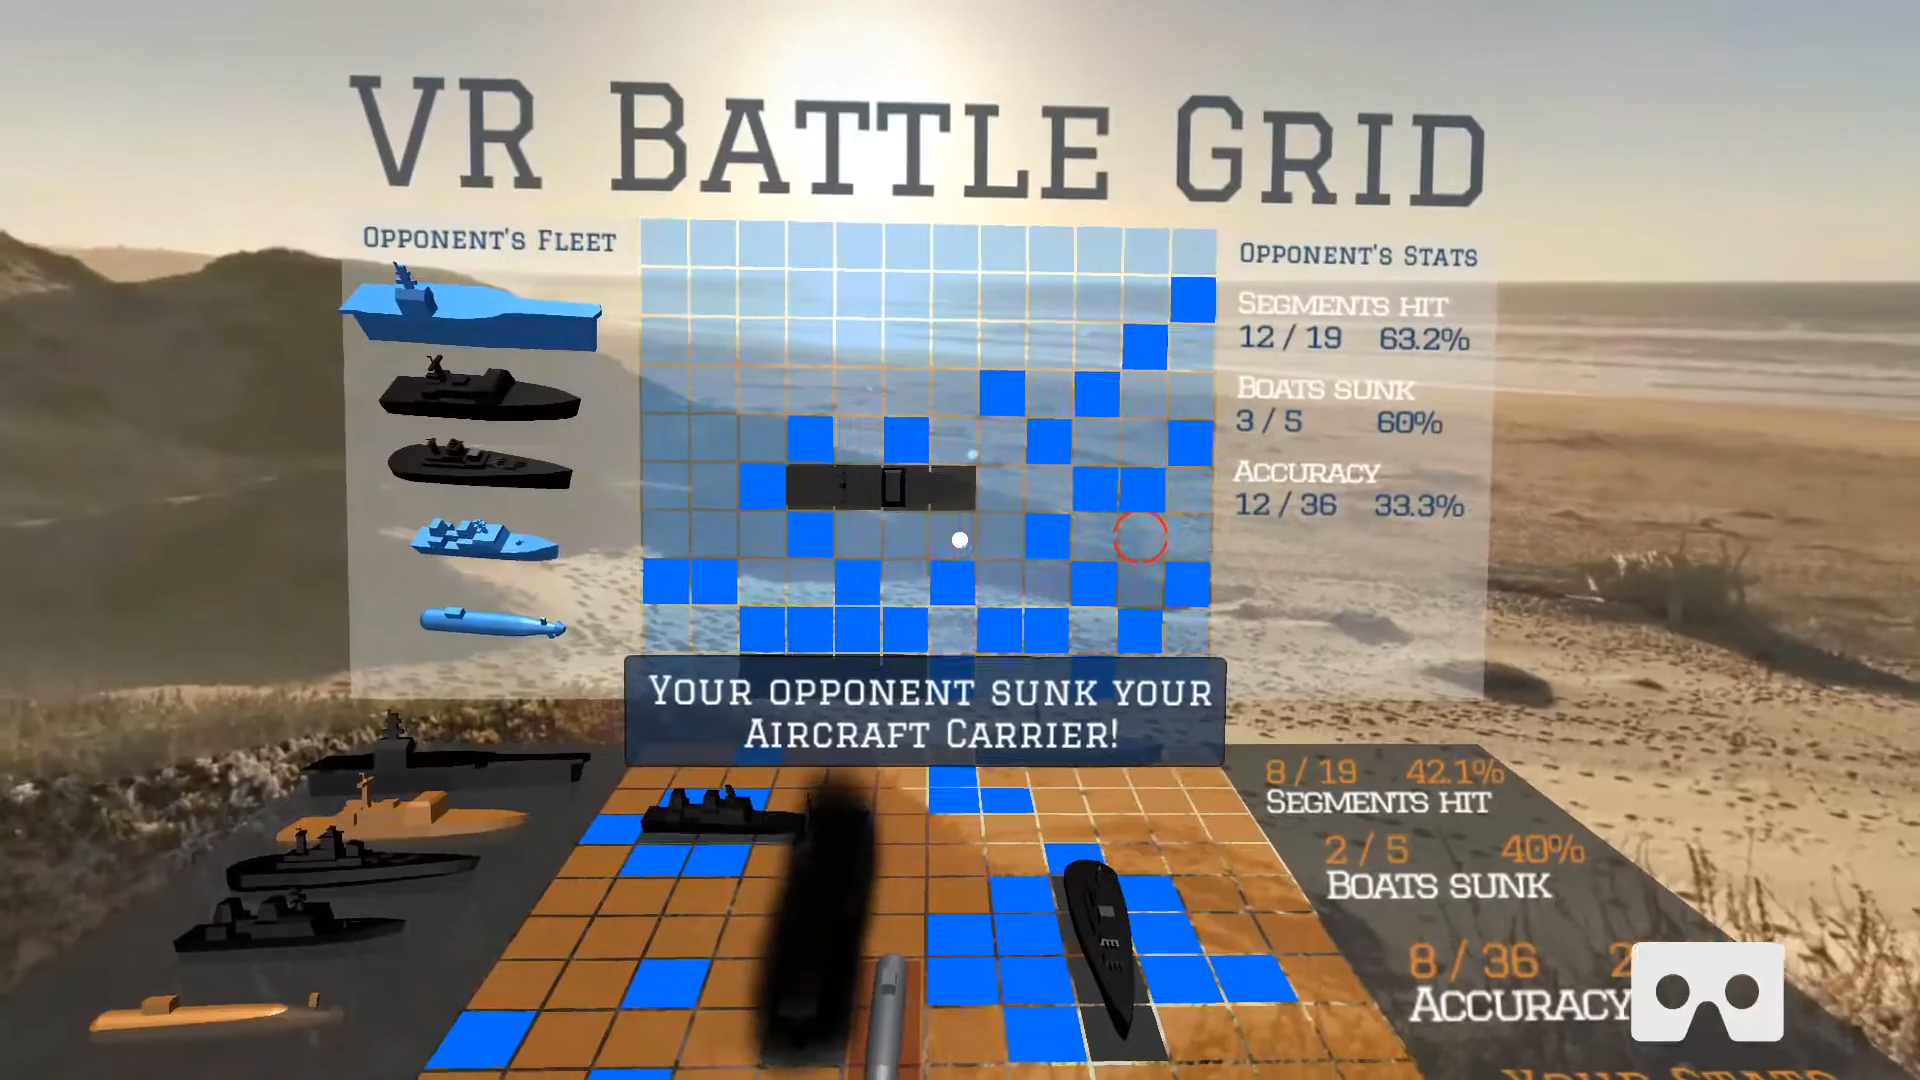 VR BATTLE GRID
OPPONENT'S FLEET
OPPONENT'S STATS
SEGMENTS HIT
12 / 19 63.2%
BOATS SUNK
3 / 5 60%
ACCURACY
12 / 36 33.3%
YOUR OPPONENT SUNK YOUR
AIRCRAFT CARRIER!
8 / 19 42.1%
SEGMENTS HIT
2 / 5 40%
BOATS SUNK
8 / 36
ACCURACY